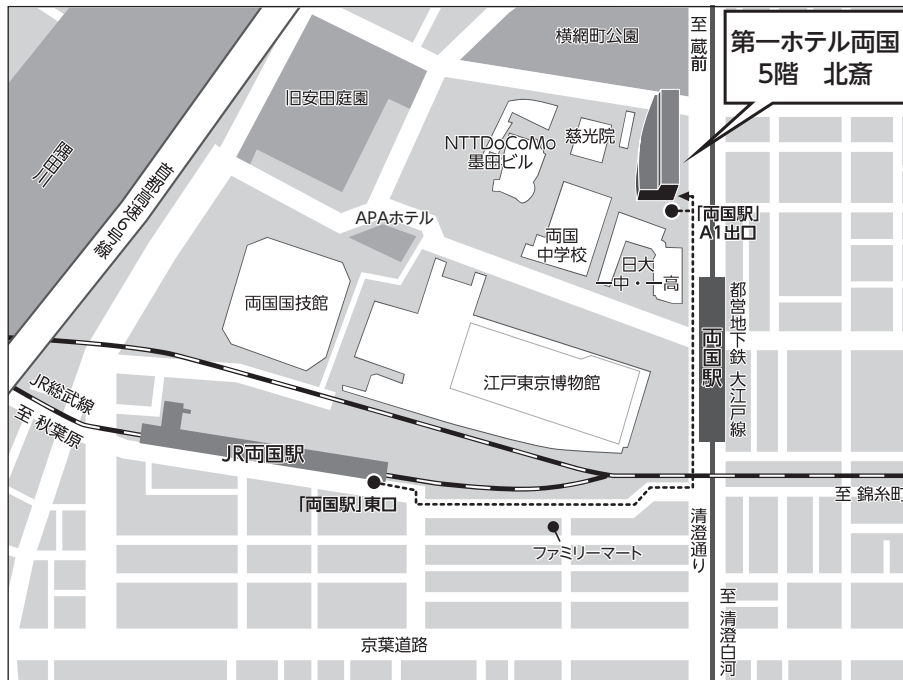 横網町公園
至 蔵前
第一ホテル両国
5階 北斎
旧安田庭園
隅田川
首都高速6号線
NTTDoCoMo
墨田ビル
慈光院
APAホテル
両国
中学校
日大
一中・一高
「両国駅」
A1出口
両国国技館
江戸東京博物館
両国駅
都営地下鉄 大江戸線
JR総武線
至 秋葉原
JR両国駅
「両国駅」東口
至 錦糸町
ファミリーマート
清澄通り
至 清澄白河
京葉道路